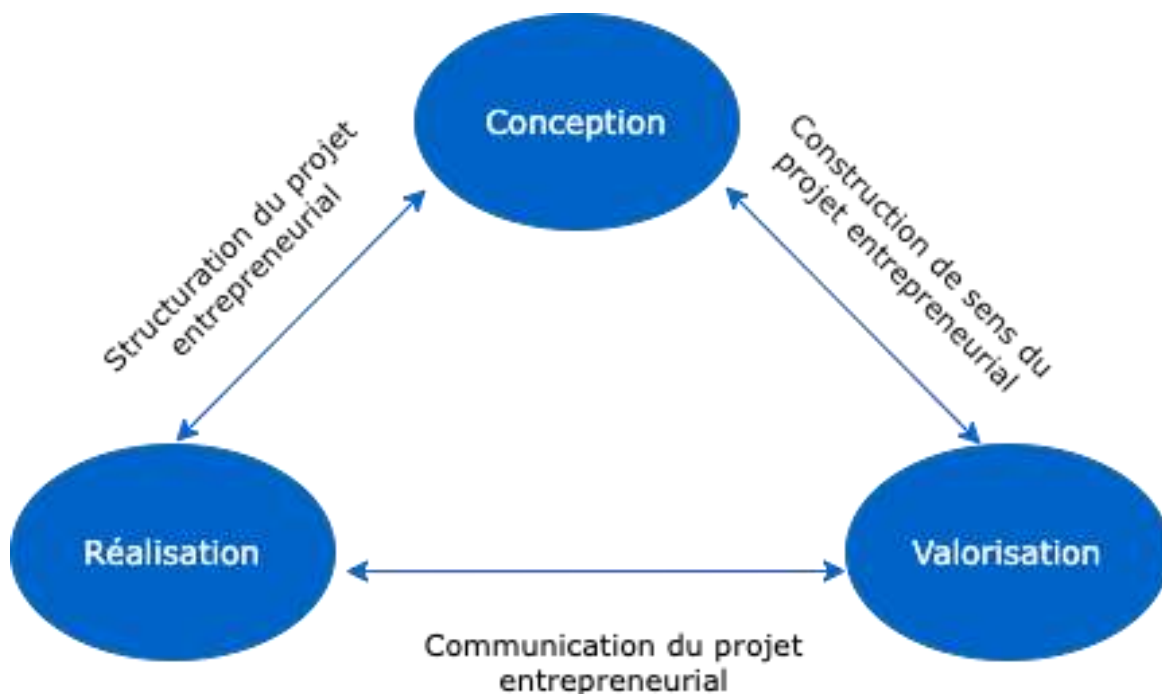 Conception
Structuration du projet
entrepreneurial
Construction de sens du
projet entrepreneurial
Réalisation
Valorisation
Communication du projet
entrepreneurial